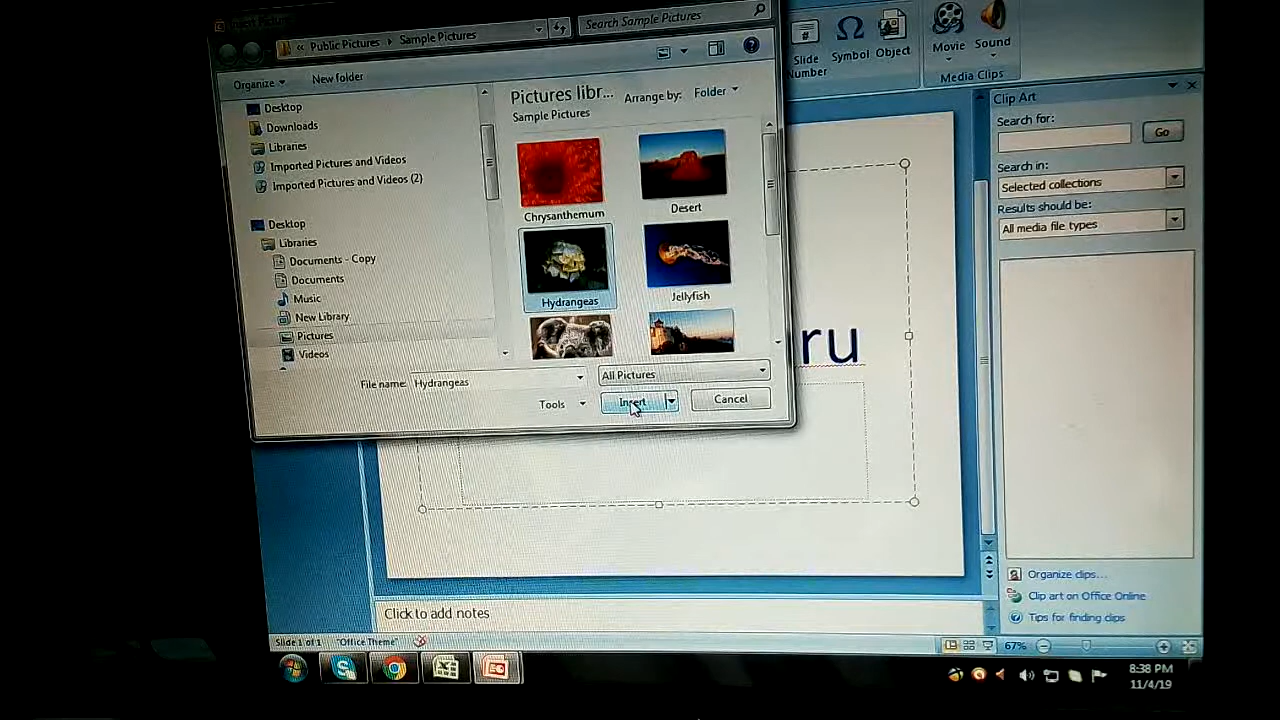 Public Pictures
Sample Pictures
Search Sample Pictures
Organize
New folder
Desktop
Downloads
Libraries
Imported Pictures and Videos
Imported Pictures and Videos (2)
Desktop
Libraries
Documents - Copy
Documents
Music
New Library
Pictures
Videos
Pictures libr...
Sample Pictures
Arrange by: Folder
Chrysanthemum
Desert
Hydrangeas
Jellyfish
File name: Hydrangeas
All Pictures
Tools
Insert
Cancel
Slide
Number
Symbol
Object
Movie
Sound
Media Clips
ru
Clip Art
Search for:
Go
Search in:
Selected collections
Results should be:
All media file types
Organize clips...
Clip art on Office Online
Tips for finding clips
Click to add notes
Slide 1 of 1
"Office Theme"
67%
8:38 PM
11/4/19